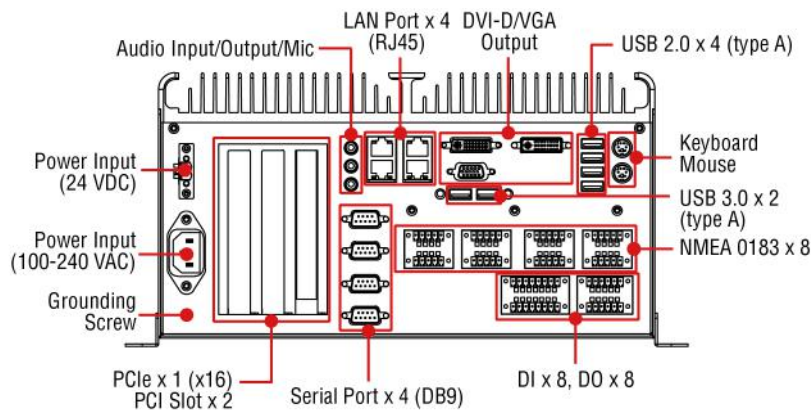 LAN Port x 4
(RJ45)
DVI-D/VGA
Output
Audio Input/Output/Mic
USB 2.0 x 4 (type A)
Power Input
(24 VDC)
Keyboard
Mouse
USB 3.0 x 2
(type A)
Power Input
(100-240 VAC)
NMEA 0183 x 8
Grounding
Screw
PCIe x 1 (x16)
PCI Slot x 2
Serial Port x 4 (DB9)
DI x 8, DO x 8